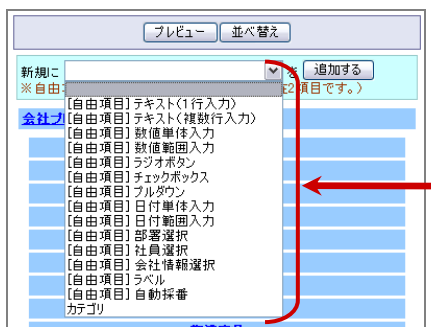 プレビュー 並べ替え
新規に を 追加する
※自由 2項目です。)
会社プ
[自由項目]テキスト(1行入力)
[自由項目]テキスト(複数行入力)
[自由項目]数値単体入力
[自由項目]数値範囲入力
[自由項目]ラジオボタン
[自由項目]チェックボックス
[自由項目]プルダウン
[自由項目]日付単体入力
[自由項目]日付範囲入力
[自由項目]部署選択
[自由項目]社員選択
[自由項目]会社情報選択
[自由項目]ラベル
[自由項目]自動採番
カテゴリ